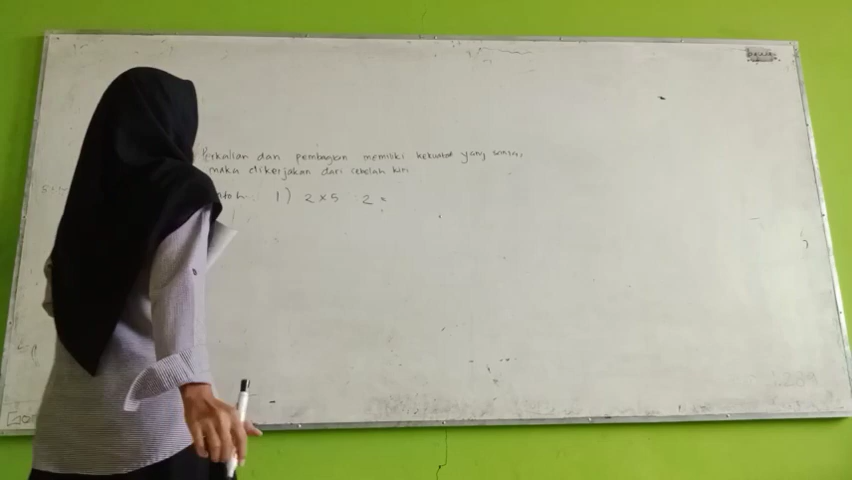 Perkalian dan pembagian memiliki kekuatan yang sama,
maka dikerjakan dari sebelah kiri
1) 2 x 5 : 2 =